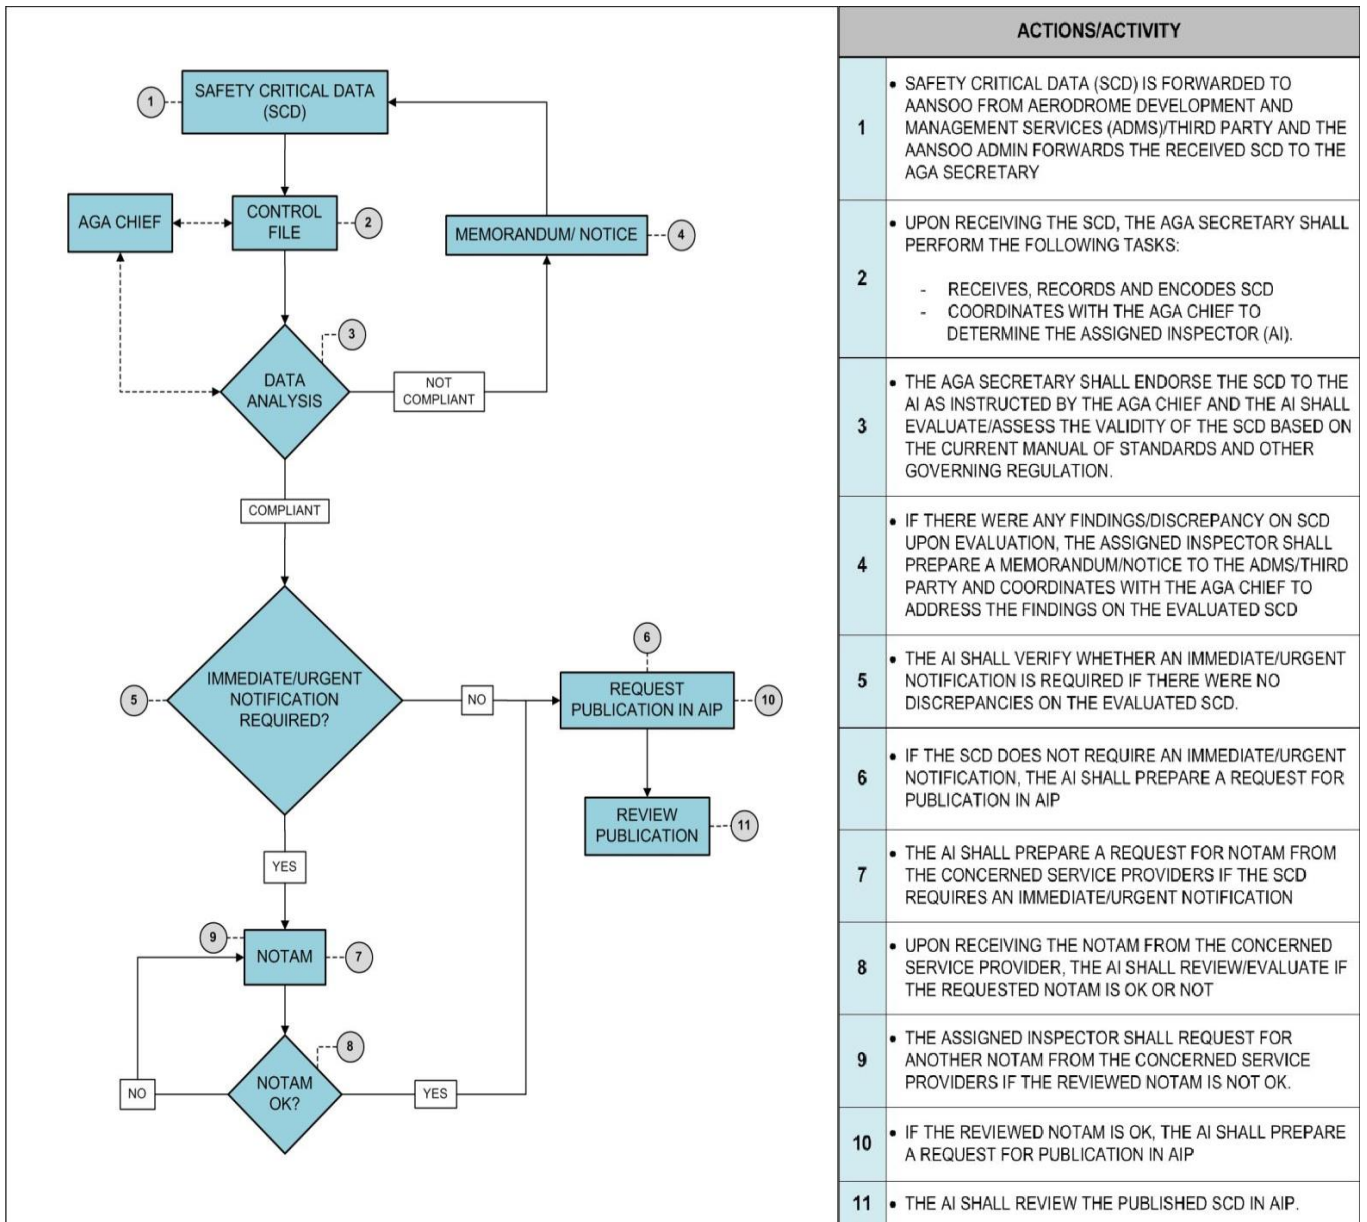 SAFETY CRITICAL DATA
(SCD)
1
AGA CHIEF
CONTROL
FILE
2
MEMORANDUM/ NOTICE
4
3
DATA
ANALYSIS
NOT
COMPLIANT
COMPLIANT
6
5
IMMEDIATE/URGENT
NOTIFICATION
REQUIRED?
NO
REQUEST
PUBLICATION IN AIP
10
REVIEW
PUBLICATION
11
YES
9
NOTAM
7
8
NO
NOTAM
OK?
YES
ACTIONS/ACTIVITY
1
• SAFETY CRITICAL DATA (SCD) IS FORWARDED TO
AANSOO FROM AERODROME DEVELOPMENT AND
MANAGEMENT SERVICES (ADMS)/THIRD PARTY AND THE
AANSOO ADMIN FORWARDS THE RECEIVED SCD TO THE
AGA SECRETARY
2
• UPON RECEIVING THE SCD, THE AGA SECRETARY SHALL
PERFORM THE FOLLOWING TASKS:
- RECEIVES, RECORDS AND ENCODES SCD
- COORDINATES WITH THE AGA CHIEF TO
DETERMINE THE ASSIGNED INSPECTOR (AI).
3
• THE AGA SECRETARY SHALL ENDORSE THE SCD TO THE
AI AS INSTRUCTED BY THE AGA CHIEF AND THE AI SHALL
EVALUATE/ASSESS THE VALIDITY OF THE SCD BASED ON
THE CURRENT MANUAL OF STANDARDS AND OTHER
GOVERNING REGULATION.
4
• IF THERE WERE ANY FINDINGS/DISCREPANCY ON SCD
UPON EVALUATION, THE ASSIGNED INSPECTOR SHALL
PREPARE A MEMORANDUM/NOTICE TO THE ADMS/THIRD
PARTY AND COORDINATES WITH THE AGA CHIEF TO
ADDRESS THE FINDINGS ON THE EVALUATED SCD
5
• THE AI SHALL VERIFY WHETHER AN IMMEDIATE/URGENT
NOTIFICATION IS REQUIRED IF THERE WERE NO
DISCREPANCIES ON THE EVALUATED SCD.
6
• IF THE SCD DOES NOT REQUIRE AN IMMEDIATE/URGENT
NOTIFICATION, THE AI SHALL PREPARE A REQUEST FOR
PUBLICATION IN AIP
7
• THE AI SHALL PREPARE A REQUEST FOR NOTAM FROM
THE CONCERNED SERVICE PROVIDERS IF THE SCD
REQUIRES AN IMMEDIATE/URGENT NOTIFICATION
8
• UPON RECEIVING THE NOTAM FROM THE CONCERNED
SERVICE PROVIDER, THE AI SHALL REVIEW/EVALUATE IF
THE REQUESTED NOTAM IS OK OR NOT
9
• THE ASSIGNED INSPECTOR SHALL REQUEST FOR
ANOTHER NOTAM FROM THE CONCERNED SERVICE
PROVIDERS IF THE REVIEWED NOTAM IS NOT OK.
10
• IF THE REVIEWED NOTAM IS OK, THE AI SHALL PREPARE
A REQUEST FOR PUBLICATION IN AIP
11
• THE AI SHALL REVIEW THE PUBLISHED SCD IN AIP.